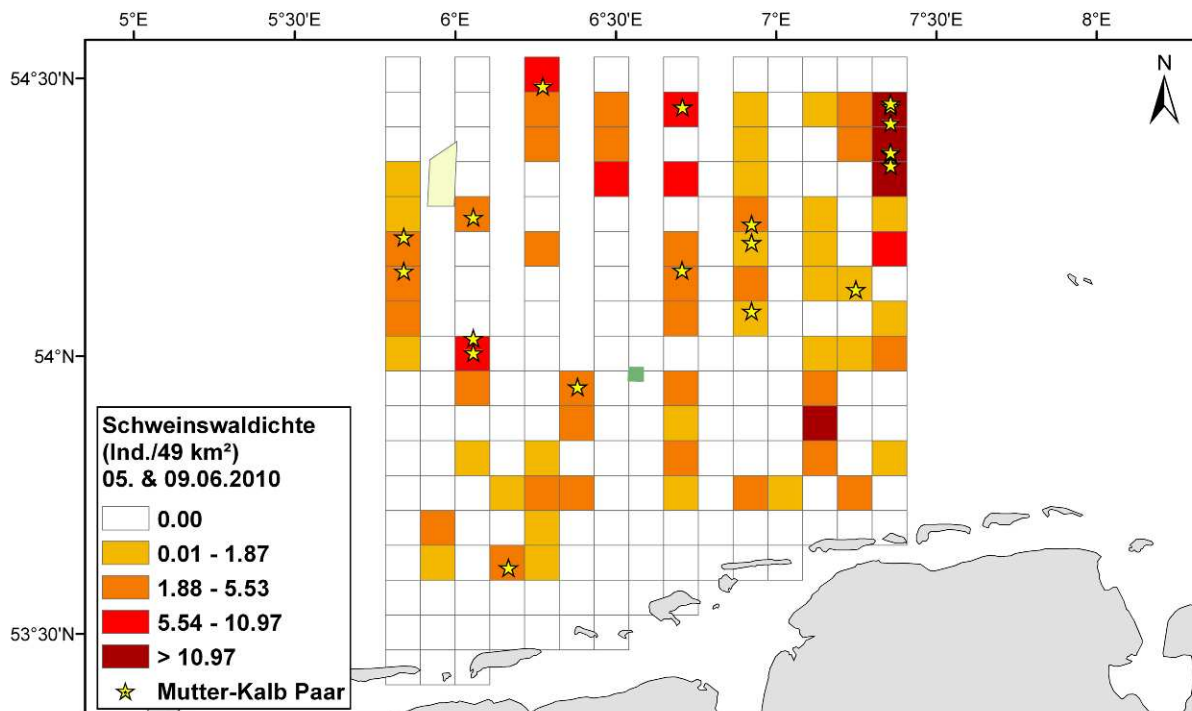 5°E 5°30'E 6°E 6°30'E 7°E 7°30'E 8°E
54°30'N
N
54°N
53°30'N
Schweinswaldichte
(Ind./49 km²)
05. & 09.06.2010
0.00
0.01 - 1.87
1.88 - 5.53
5.54 - 10.97
> 10.97
Mutter-Kalb Paar